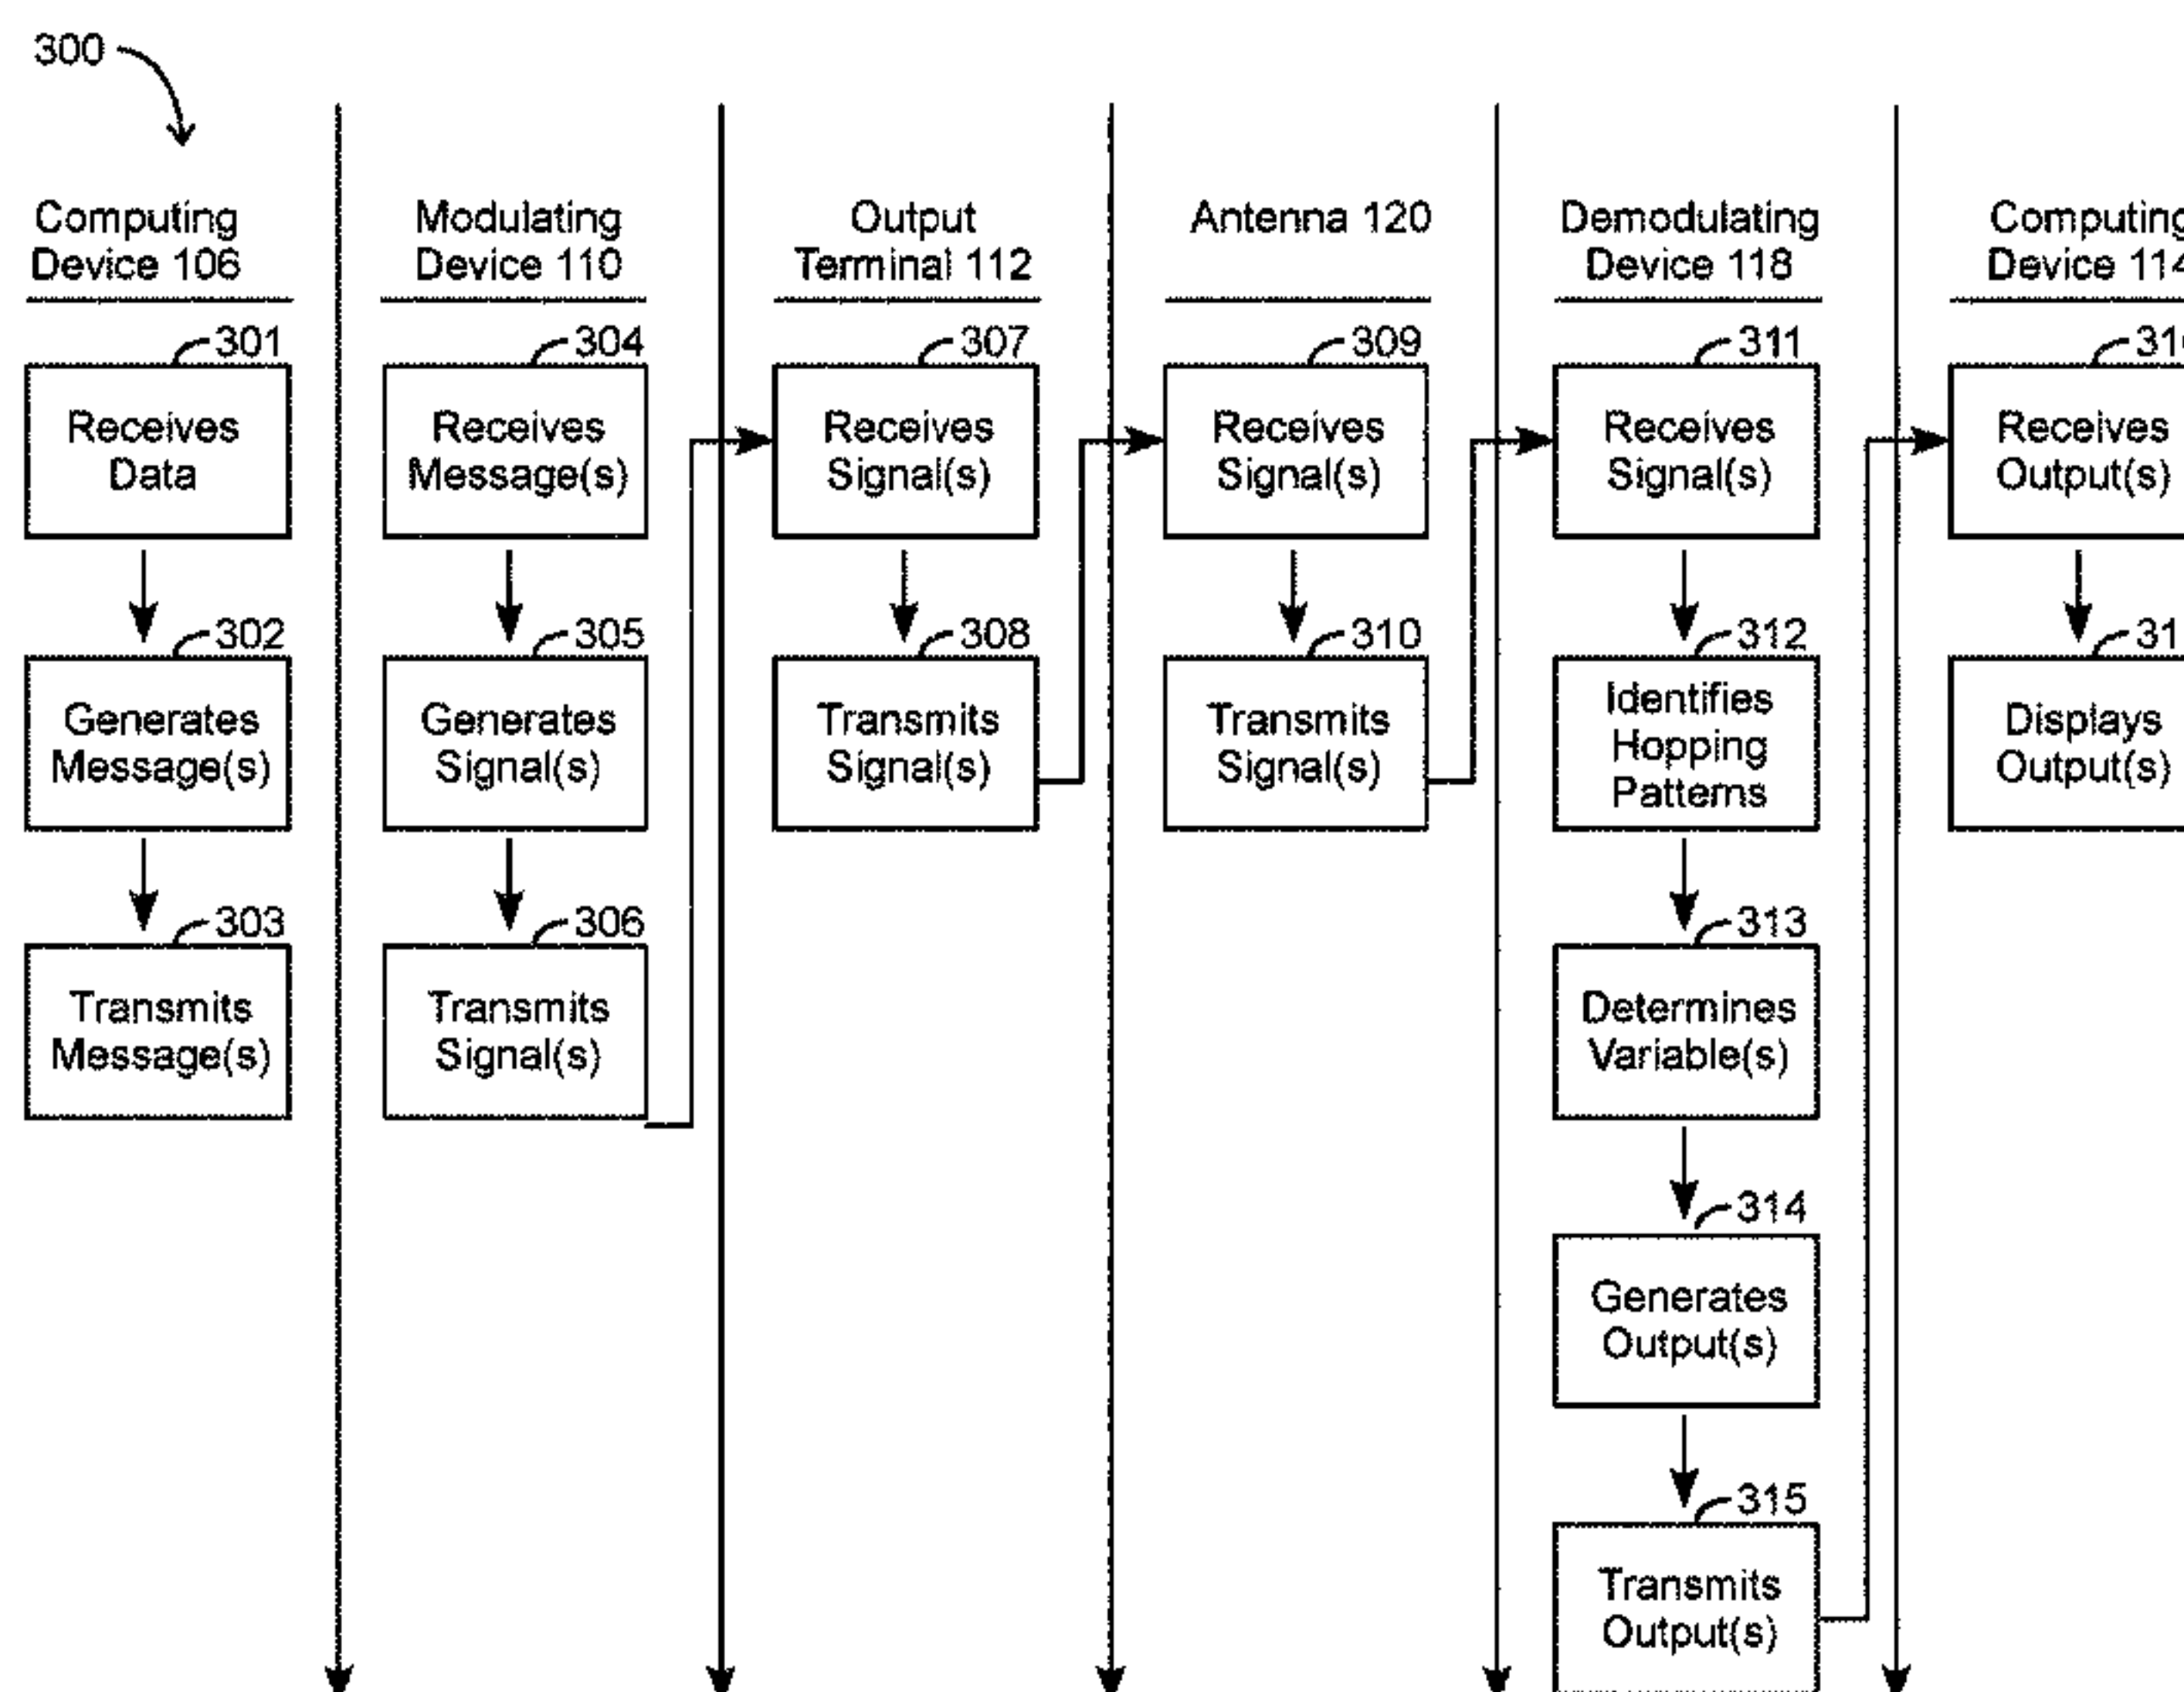 300
Computing
Device 106
301
Receives
Data
302
Generates
Message(s)
303
Transmits
Message(s)
Modulating
Device 110
304
Receives
Message(s)
305
Generates
Signal(s)
306
Transmits
Signal(s)
Output
Terminal 112
307
Receives
Signal(s)
308
Transmits
Signal(s)
Antenna 120
309
Receives
Signal(s)
310
Transmits
Signal(s)
Demodulating
Device 118
311
Receives
Signal(s)
312
Identifies
Hopping
Patterns
313
Determines
Variable(s)
314
Generates
Output(s)
315
Transmits
Output(s)
Computing
Device 114
Receives
Output(s)
Displays
Output(s)